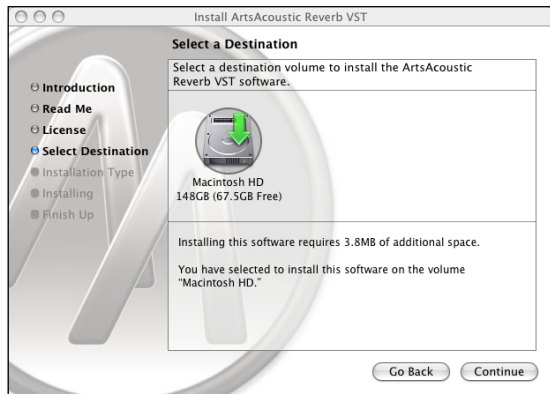 Install ArtsAcoustic Reverb VST
Select a Destination
Introduction
Read Me
License
Select Destination
Installation Type
Installing
Finish Up
Select a destination volume to install the ArtsAcoustic
Reverb VST software.
Macintosh HD
148GB (67.5GB Free)
Installing this software requires 3.8MB of additional space.
You have selected to install this software on the volume
“Macintosh HD.”
Go Back
Continue